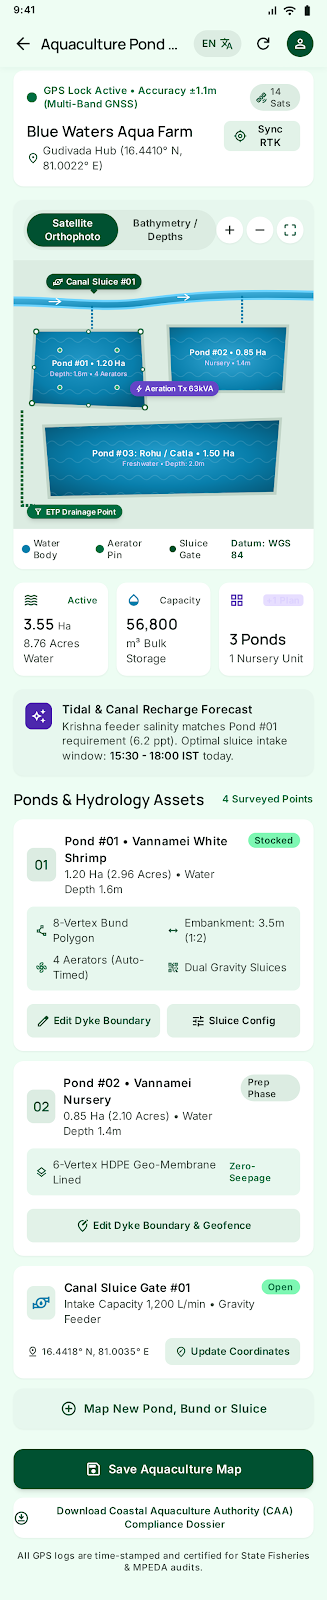 9:41
Aquaculture Pond ...
EN
GPS Lock Active • Accuracy ±1.1m
(Multi-Band GNSS)
14
Sats
Blue Waters Aqua Farm
Gudivada Hub (16.4410° N,
81.0022° E)
Sync
RTK
Satellite
Orthophoto
Bathymetry /
Depths
Canal Sluice #01
Pond #01 • 1.20 Ha
Depth: 1.6m • 4 Aerators
Pond #02 • 0.85 Ha
Nursery • 1.4m
Aeration Tx 63kVA
Pond #03: Rohu / Catla • 1.50 Ha
Freshwater • Depth: 2.0m
ETP Drainage Point
Water
Body
Aerator
Pin
Sluice
Gate
Datum: WGS
84
Active
3.55 Ha
8.76 Acres
Water
Capacity
56,800
m³ Bulk
Storage
3 Ponds
1 Nursery Unit
Tidal & Canal Recharge Forecast
Krishna feeder salinity matches Pond #01
requirement (6.2 ppt). Optimal sluice intake
window: 15:30 - 18:00 IST today.
Ponds & Hydrology Assets
4 Surveyed Points
01
Pond #01 • Vannamei White
Shrimp
1.20 Ha (2.96 Acres) • Water
Depth 1.6m
Stocked
8-Vertex Bund
Polygon
Embankment: 3.5m
(1:2)
4 Aerators (Auto-
Timed)
Dual Gravity Sluices
Edit Dyke Boundary
Sluice Config
02
Pond #02 • Vannamei
Nursery
0.85 Ha (2.10 Acres) • Water
Depth 1.4m
Prep
Phase
6-Vertex HDPE Geo-Membrane
Lined
Zero-
Seepage
Edit Dyke Boundary & Geofence
Canal Sluice Gate #01
Intake Capacity 1,200 L/min • Gravity
Feeder
Open
16.4418° N, 81.0035° E
Update Coordinates
Map New Pond, Bund or Sluice
Save Aquaculture Map
Download Coastal Aquaculture Authority (CAA)
Compliance Dossier
All GPS logs are time-stamped and certified for State Fisheries
& MPEDA audits.